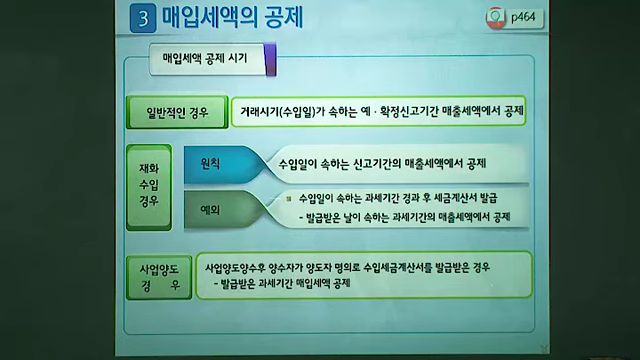 3 매입세액의 공제
p464
매입세액 공제 시기
일반적인 경우
거래시기(수입일)가 속하는 예 · 확정신고기간 매출세액에서 공제
재화
수입
경우
원칙
수입일이 속하는 신고기간의 매출세액에서 공제
예외
수입일이 속하는 과세기간 경과 후 세금계산서 발급
- 발급받은 날이 속하는 과세기간의 매출세액에서 공제
사업양도
경 우
사업양도양수후 양수자가 양도자 명의로 수입세금계산서를 발급받은 경우
- 발급받은 과세기간 매입세액 공제